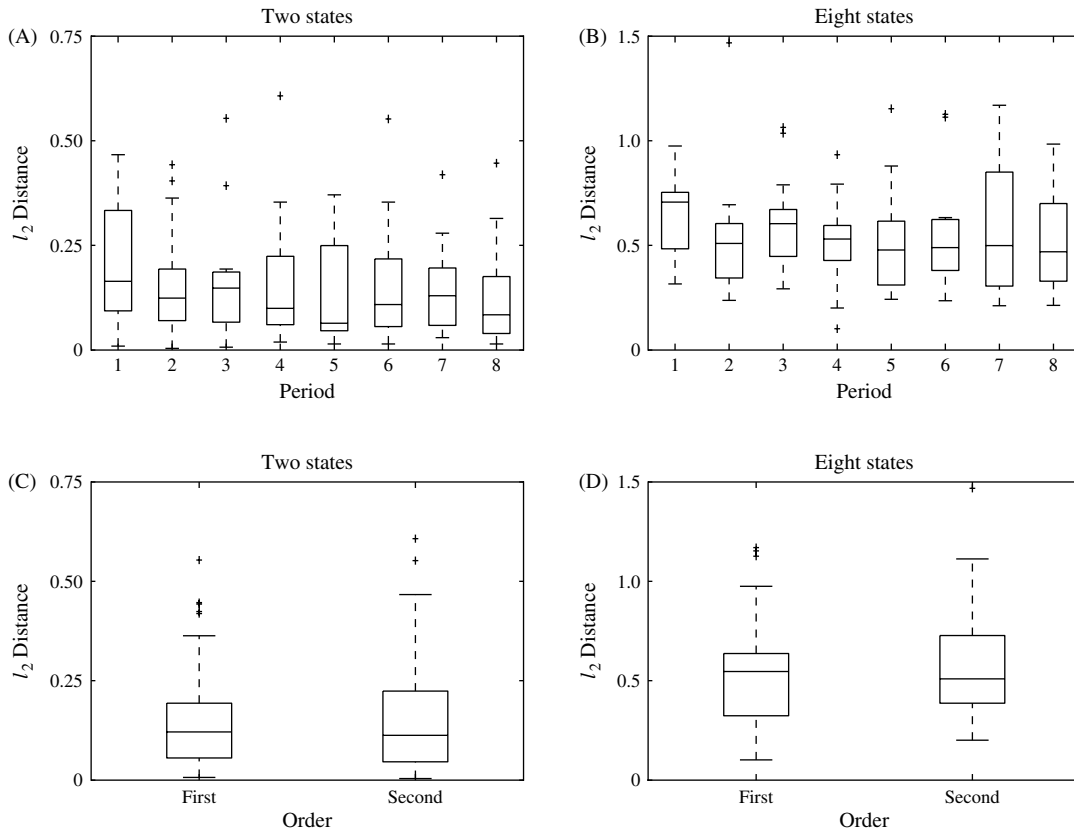 Two states
(A)
0.75
0.50
0.25
0
l2 Distance
1 2 3 4 5 6 7 8
Period
Eight states
(B)
1.5
1.0
0.5
0
l2 Distance
1 2 3 4 5 6 7 8
Period
Two states
(C)
0.75
0.50
0.25
0
l2 Distance
First Second
Order
Eight states
(D)
1.5
1.0
0.5
0
l2 Distance
First Second
Order